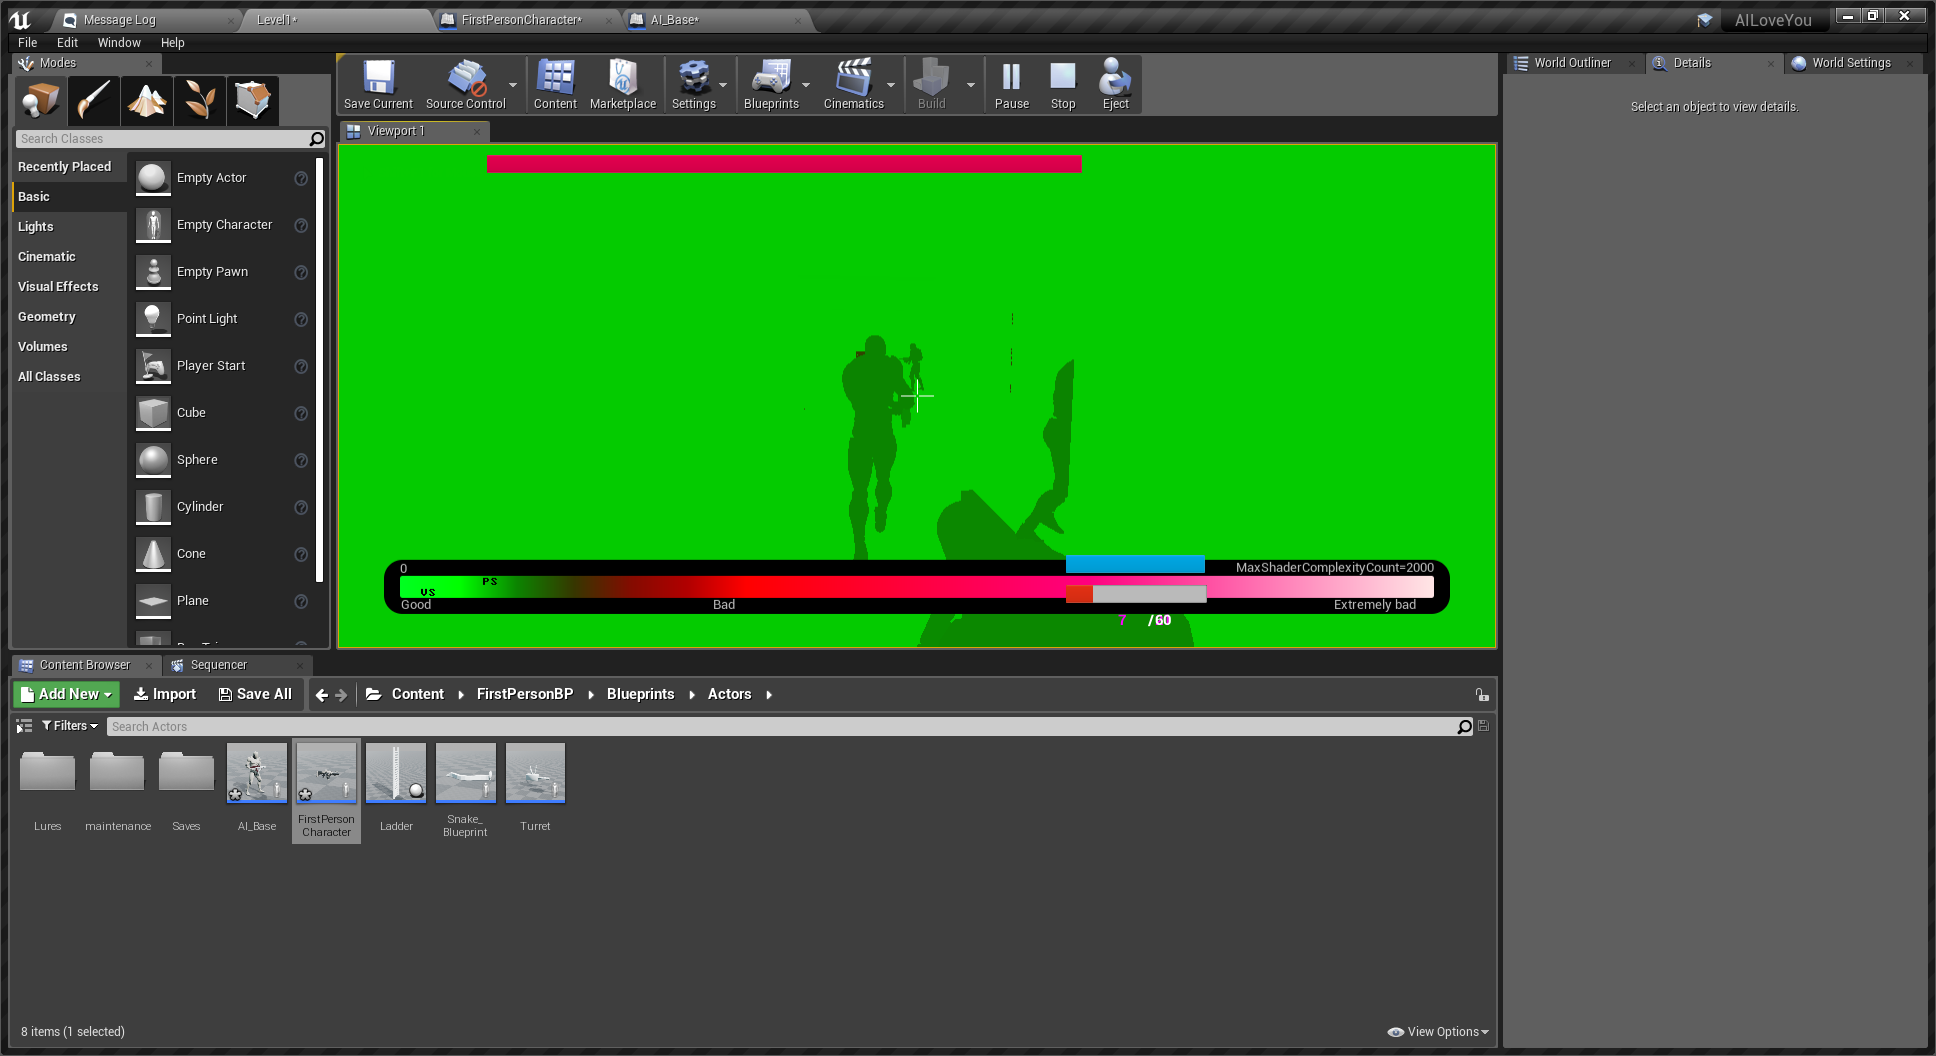 Message Log
Level1*
FirstPersonCharacter*
AI_Base*
AILoveYou
File Edit Window Help
Modes
Search Classes
Recently Placed
Basic
Lights
Cinematic
Visual Effects
Geometry
Volumes
All Classes
Empty Actor
Empty Character
Empty Pawn
Point Light
Player Start
Cube
Sphere
Cylinder
Cone
Plane
Save Current
Source Control
Content
Marketplace
Settings
Blueprints
Cinematics
Build
Pause
Stop
Eject
Viewport 1
0
MaxShaderComplexityCount=2000
PS
VS
Good
Bad
Extremely bad
7 /60
World Outliner
Details
World Settings
Select an object to view details.
Content Browser
Sequencer
Add New
Import
Save All
Content
FirstPersonBP
Blueprints
Actors
Filters
Search Actors
Lures
maintenance
Saves
AI_Base
FirstPerson
Character
Ladder
Snake_
Blueprint
Turret
8 items (1 selected)
View Options